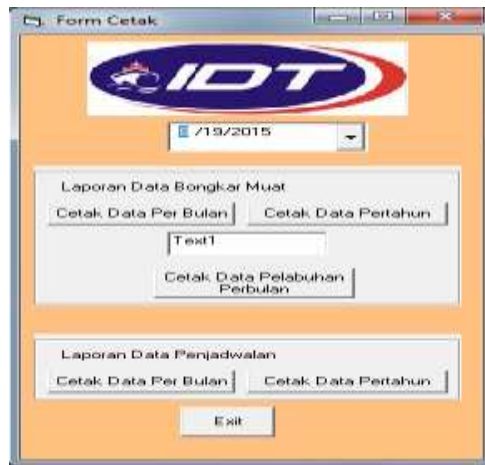 Form Cetak
IDT
/19/2015
Laporan Data Bongkar Muat
Cetak Data Per Bulan Cetak Data Pertahun
Text1
Cetak Data Pelabuhan
Perbulan
Laporan Data Penjadwalan
Cetak Data Per Bulan Cetak Data Pertahun
Exit